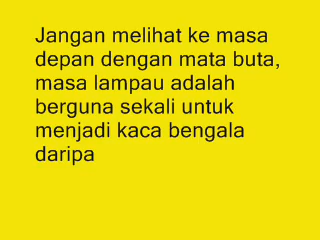 Jangan melihat ke masa
depan dengan mata buta,
masa lampau adalah
berguna sekali untuk
menjadi kaca bengala
daripa